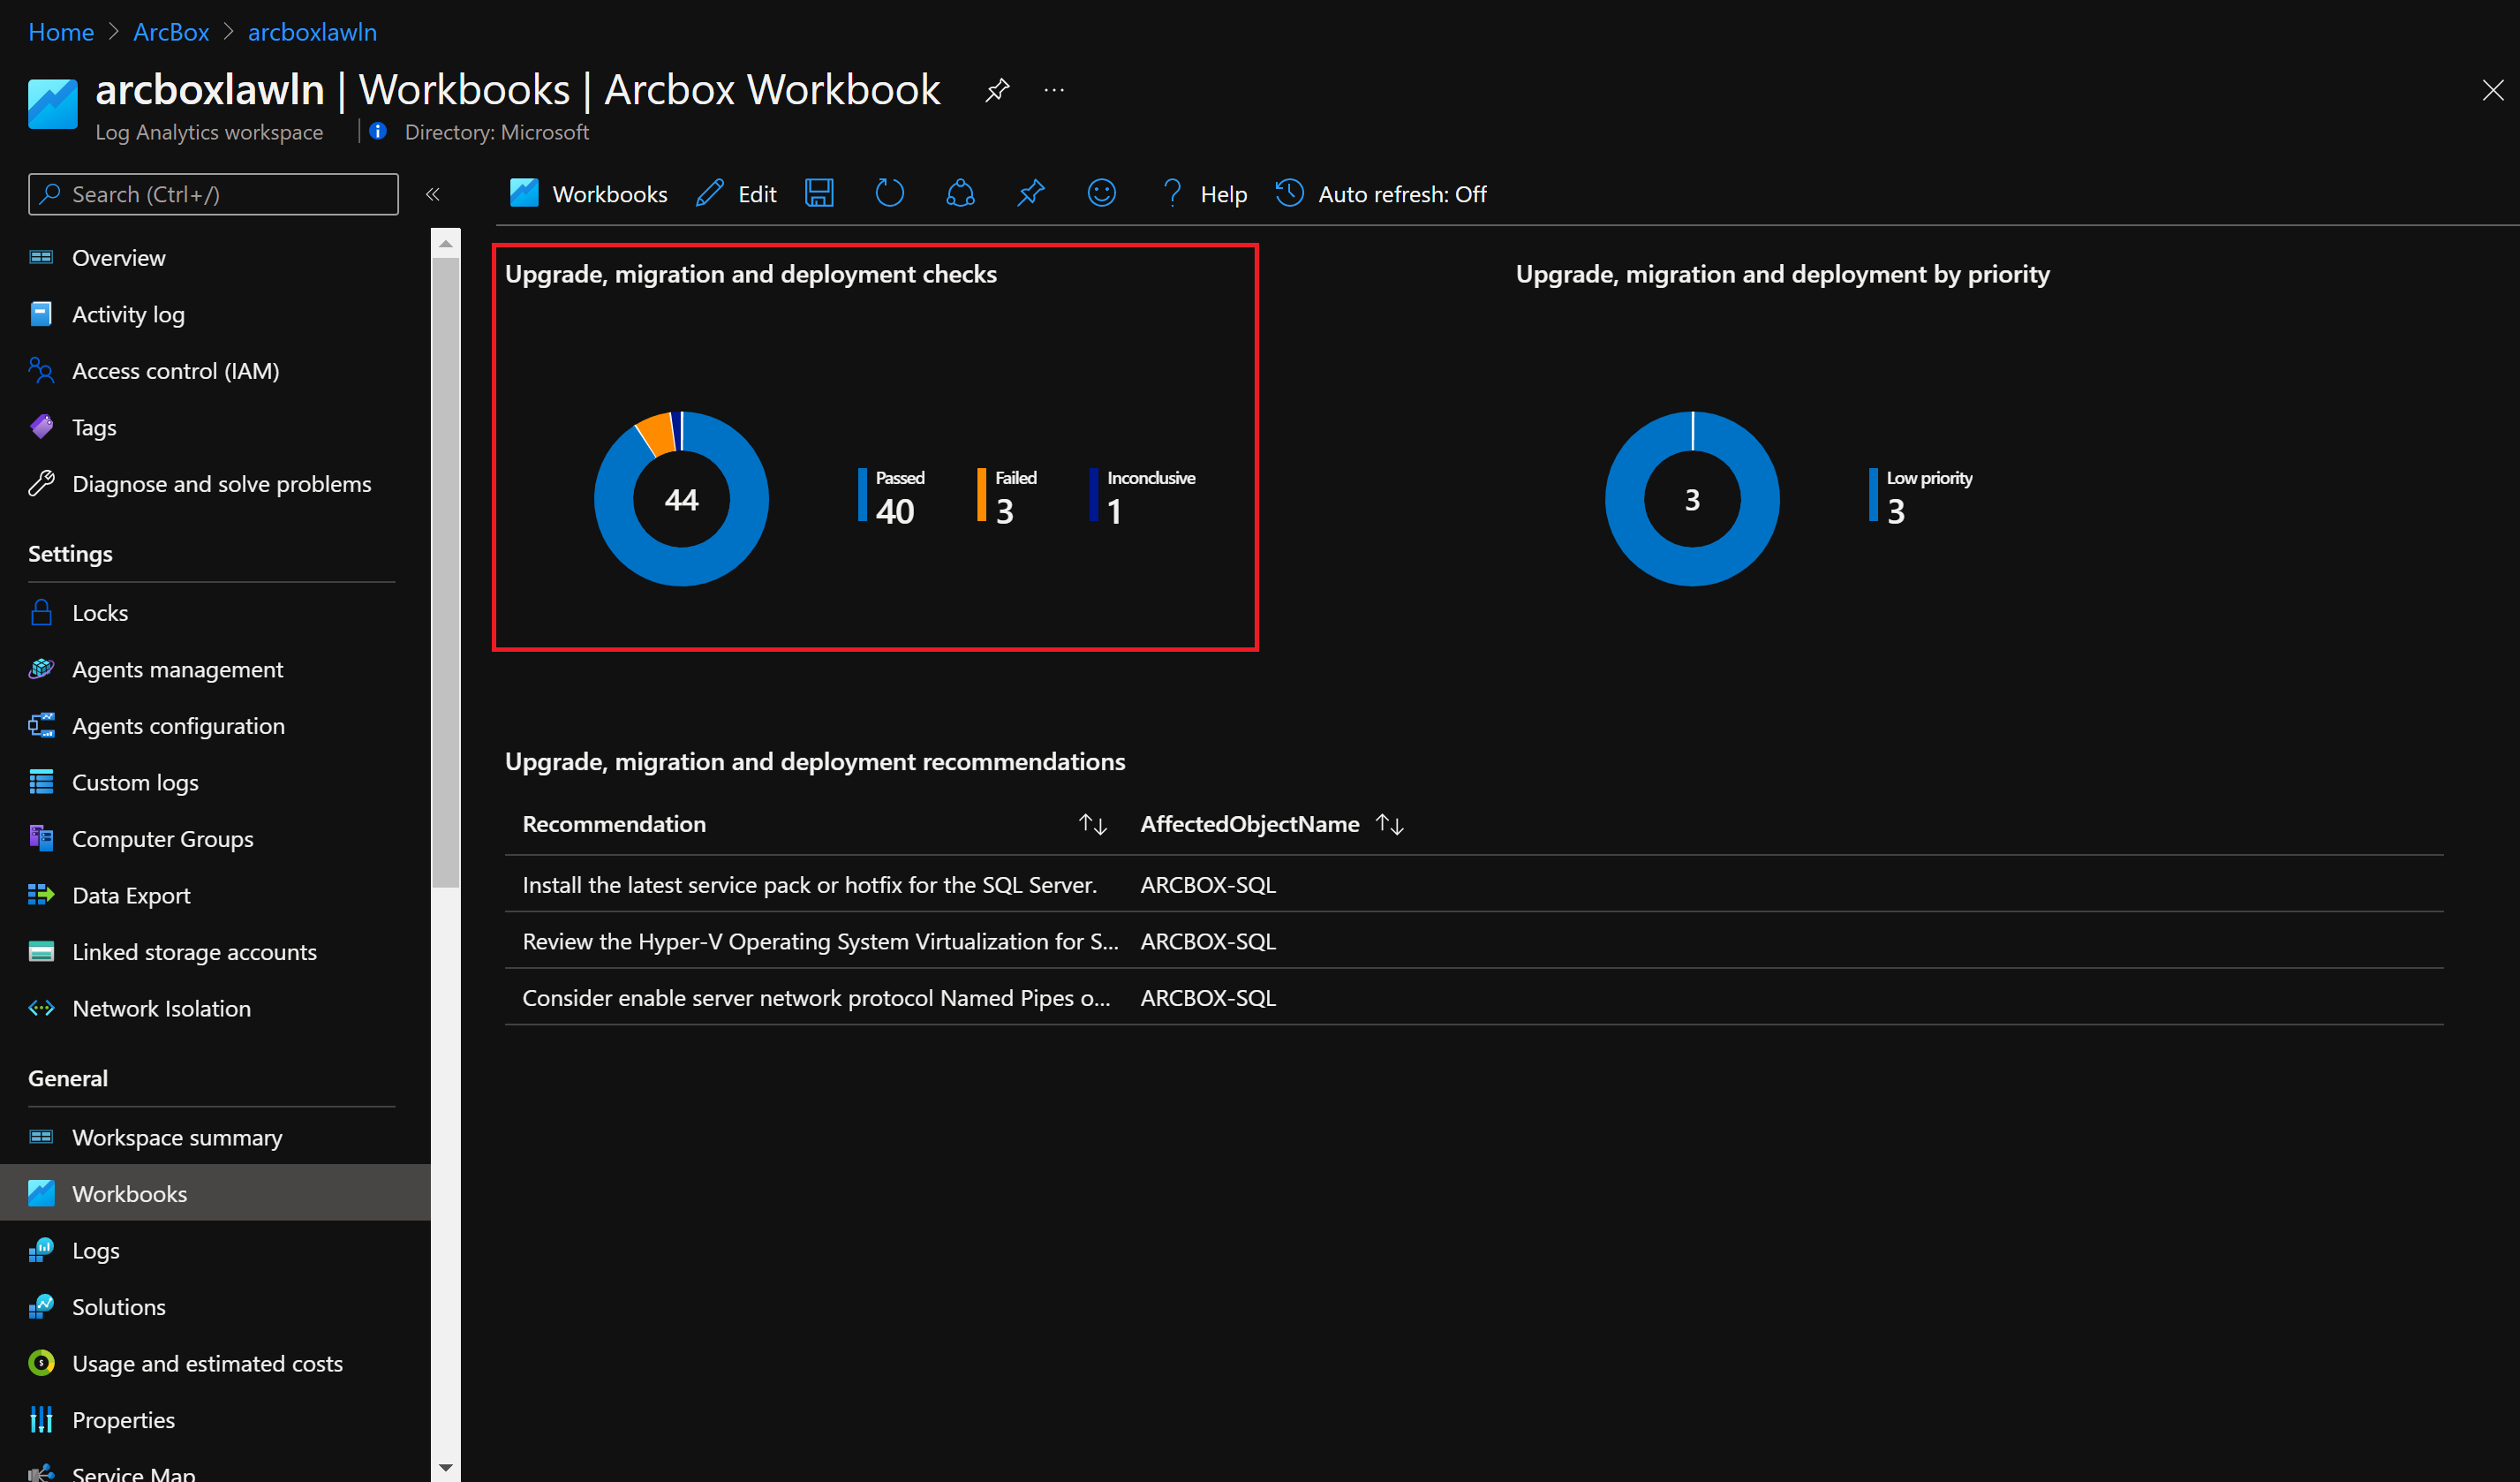 Home > ArcBox > arcboxlawln
arcboxlawln | Workbooks | Arcbox Workbook ...
Log Analytics workspace | Directory: Microsoft
Search (Ctrl+/) «
Overview
Activity log
Access control (IAM)
Tags
Diagnose and solve problems
Settings
Locks
Agents management
Agents configuration
Custom logs
Computer Groups
Data Export
Linked storage accounts
Network Isolation
General
Workspace summary
Workbooks
Logs
Solutions
Usage and estimated costs
Properties
Service Map
Workbooks Edit ? Help Auto refresh: Off
Upgrade, migration and deployment checks
44
Passed
40
Failed
3
Inconclusive
1
Upgrade, migration and deployment by priority
3
Low priority
3
Upgrade, migration and deployment recommendations
Recommendation ↑↓ AffectedObjectName ↑↓
Install the latest service pack or hotfix for the SQL Server. ARCBOX-SQL
Review the Hyper-V Operating System Virtualization for S... ARCBOX-SQL
Consider enable server network protocol Named Pipes o... ARCBOX-SQL